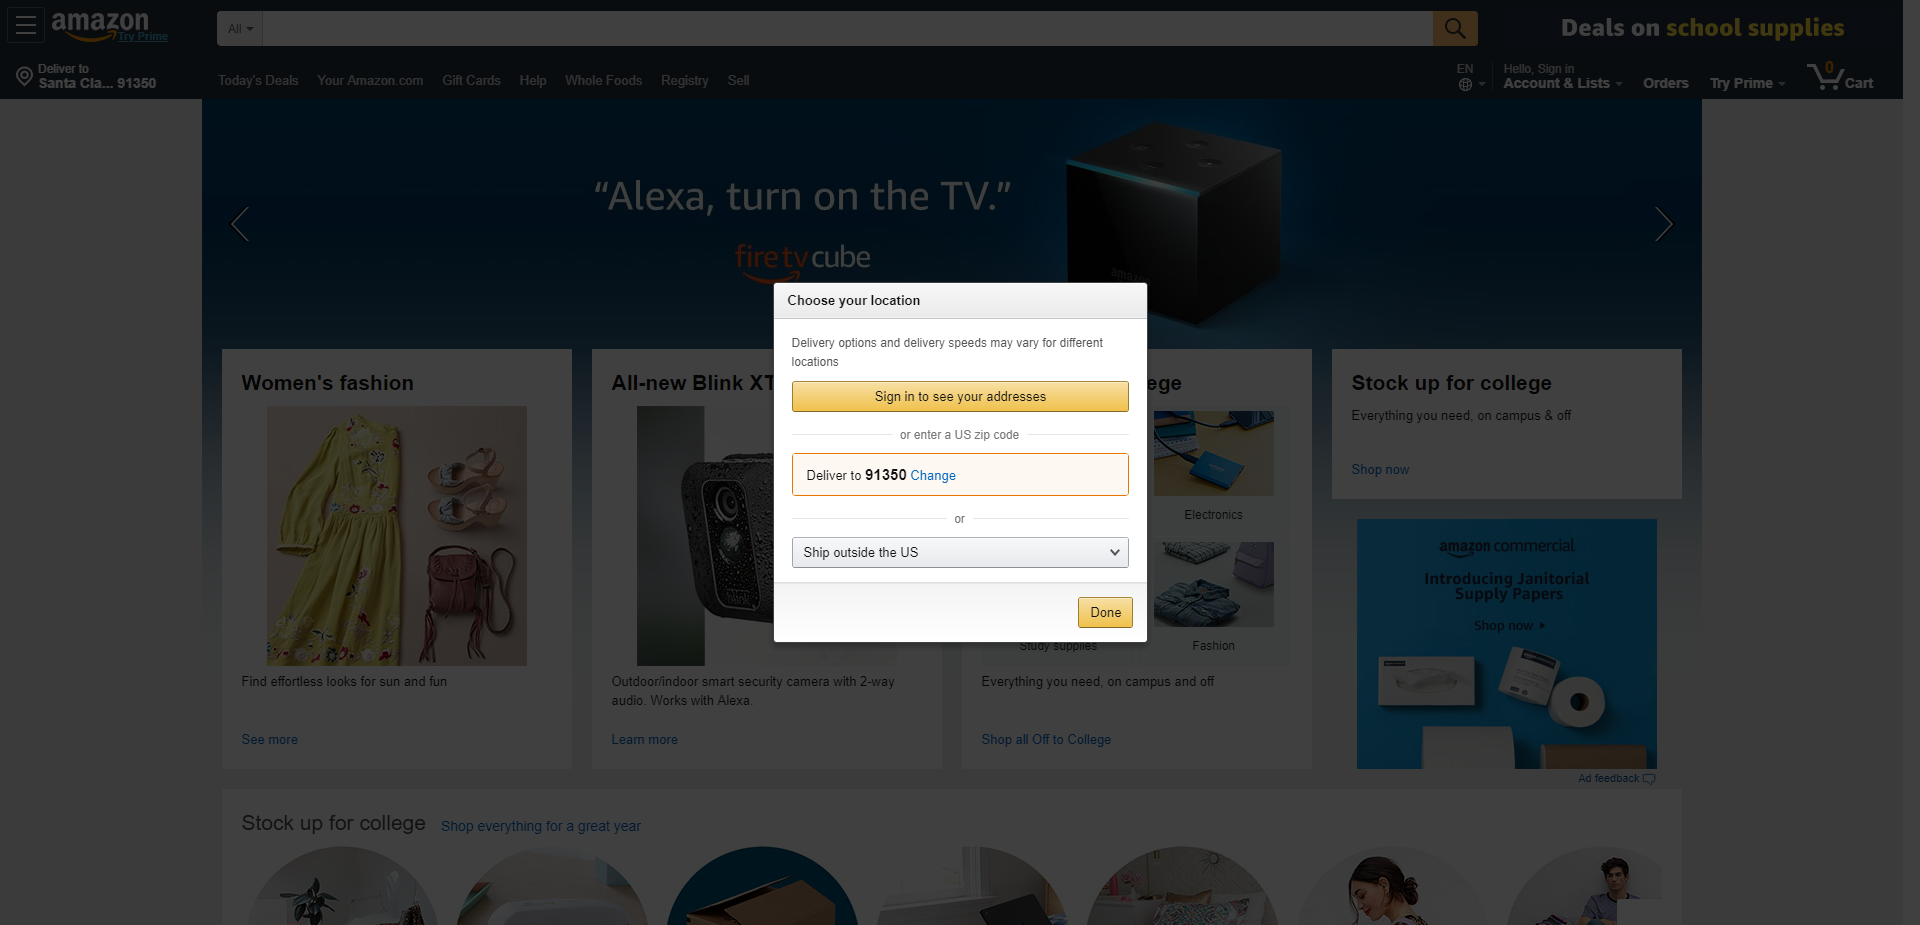 amazon
Try Prime
All
Deals on school supplies
Deliver to
Santa Cla... 91350
Today's Deals
Your Amazon.com
Gift Cards
Help
Whole Foods
Registry
Sell
EN
Hello, Sign in
Account & Lists
Orders
Try Prime
0
Cart
“Alexa, turn on the TV.”
fire tv cube
amazon
Choose your location
Delivery options and delivery speeds may vary for different
locations
Sign in to see your addresses
or enter a US zip code
Deliver to 91350 Change
or
Ship outside the US
Done
Women's fashion
Find effortless looks for sun and fun
See more
All-new Blink XT
Outdoor/indoor smart security camera with 2-way
audio. Works with Alexa.
Learn more
ege
Electronics
Study supplies
Fashion
Everything you need, on campus and off
Shop all Off to College
Stock up for college
Everything you need, on campus & off
Shop now
amazon commercial
Introducing Janitorial
Supply Papers
Shop now
Ad feedback
Stock up for college
Shop everything for a great year